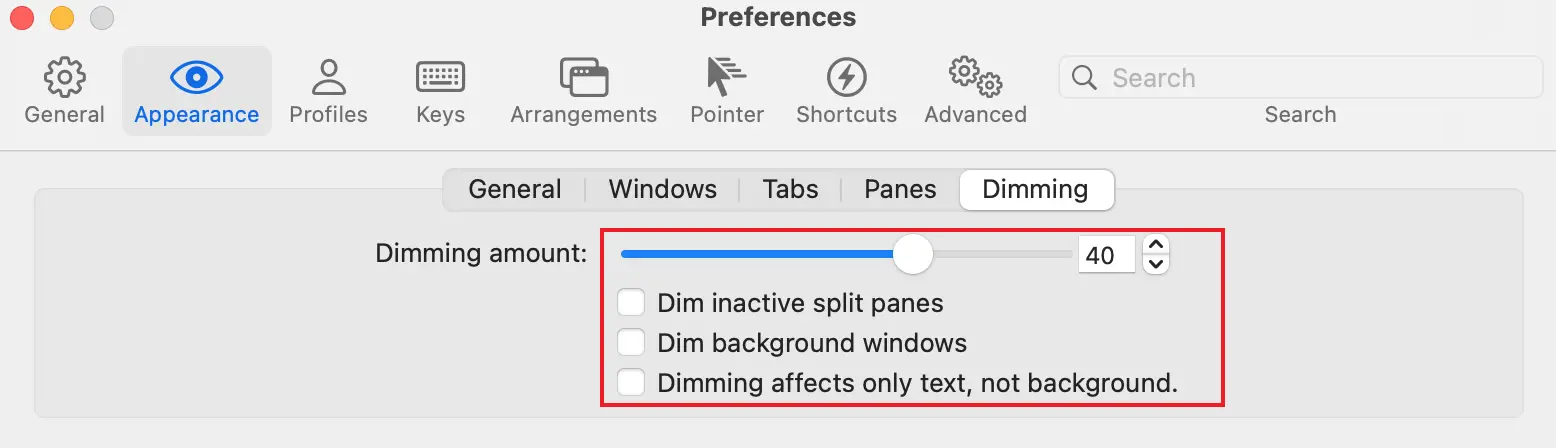 Preferences
General Appearance Profiles Keys Arrangements Pointer Shortcuts Advanced Search
Search
General Windows Tabs Panes Dimming
Dimming amount: 40
Dim inactive split panes
Dim background windows
Dimming affects only text, not background.